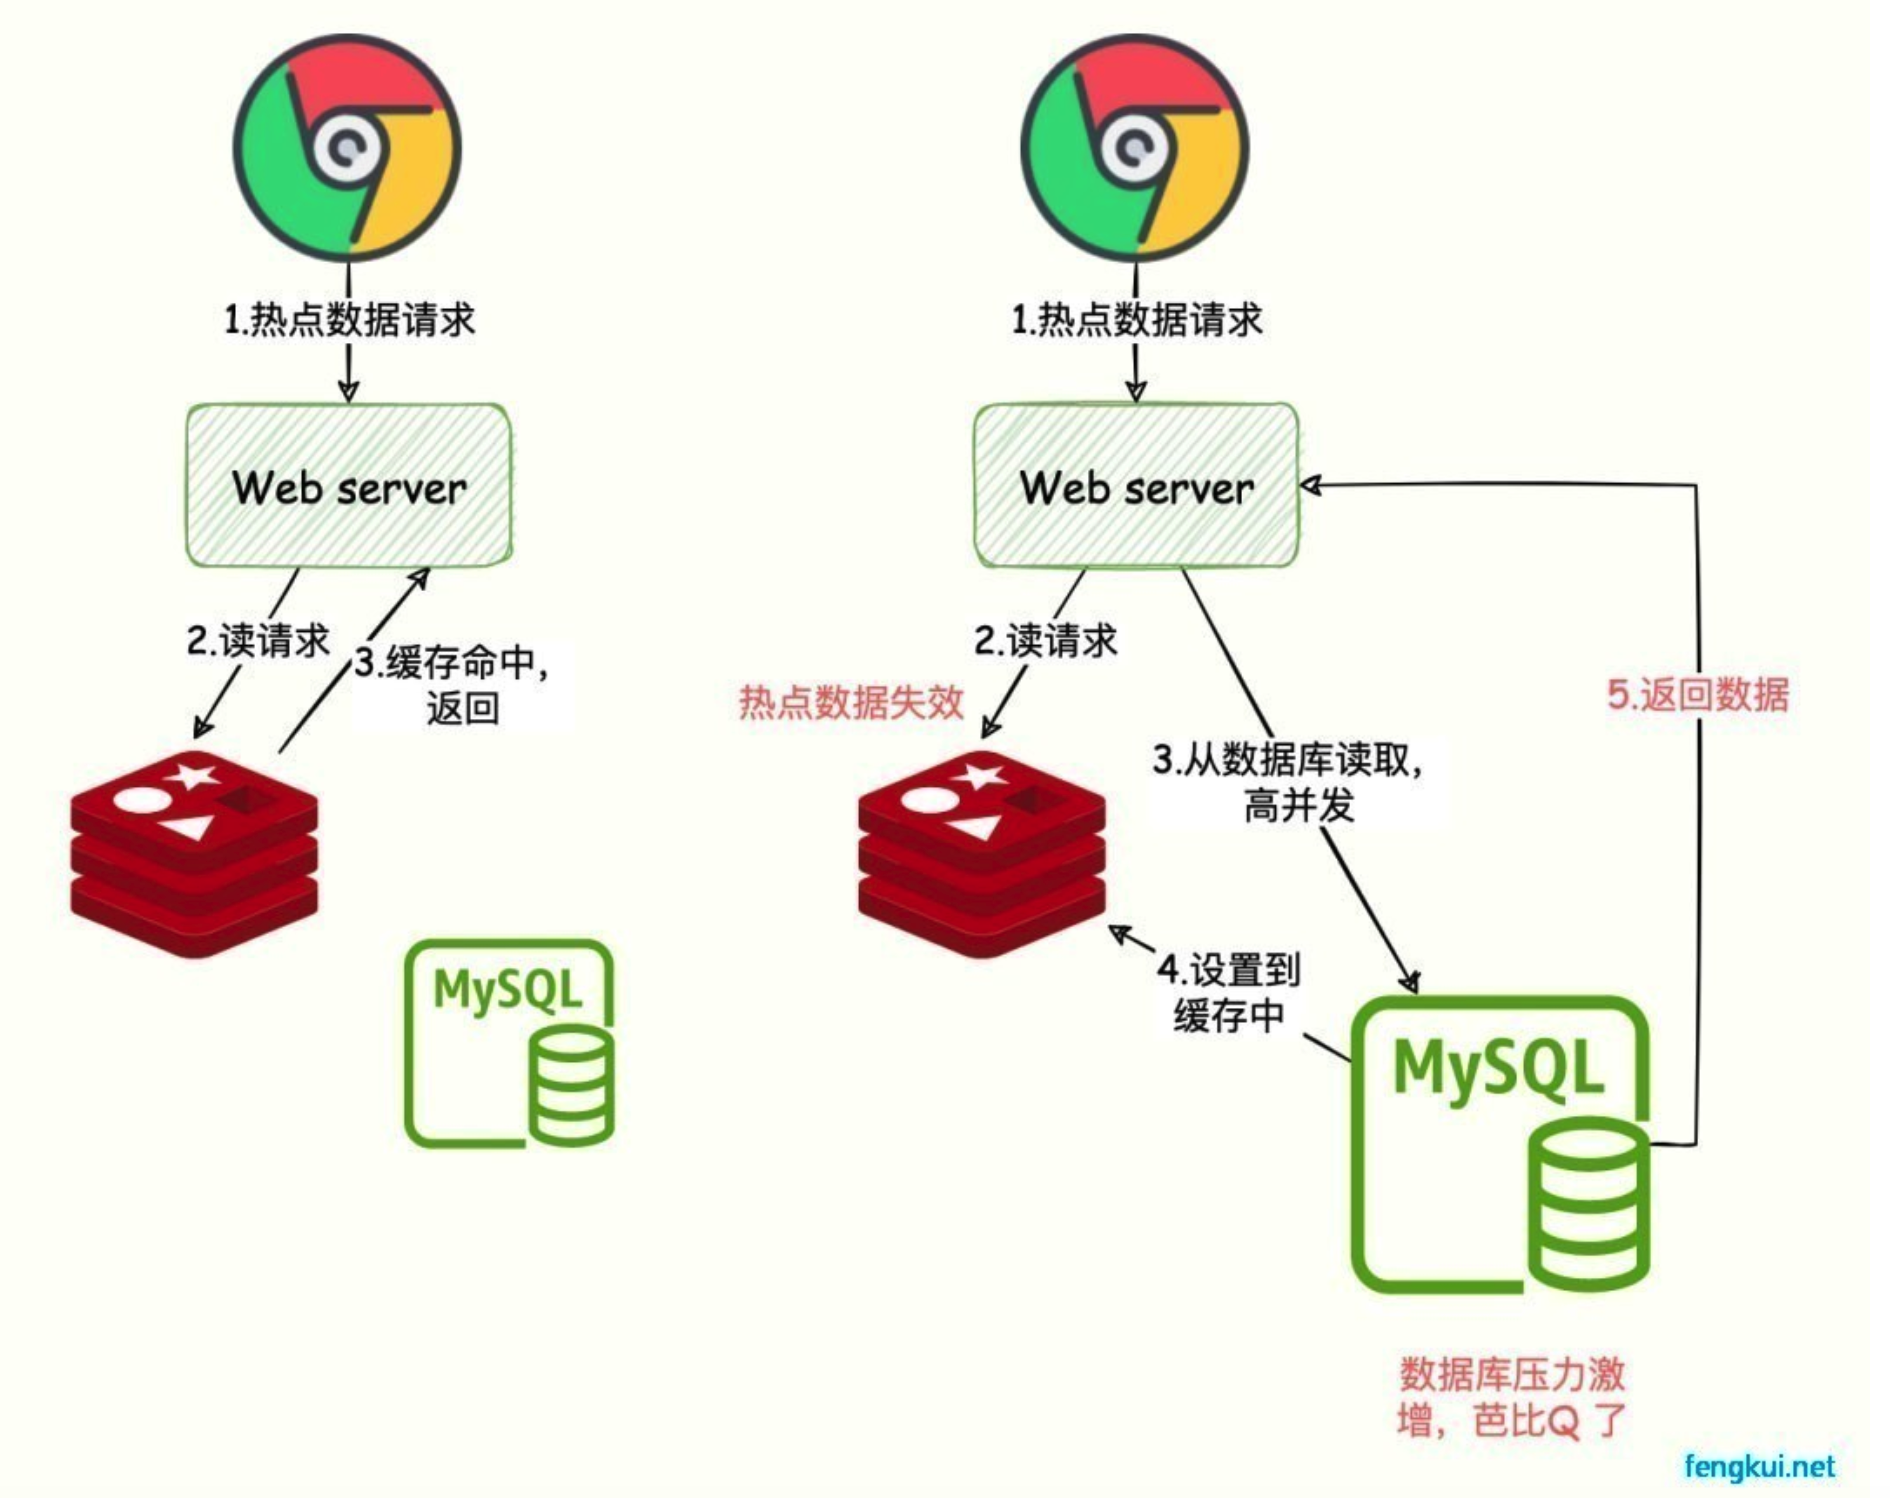 1.热点数据请求
Web server
2.读请求
3.缓存命中,
返回
MySQL
1.热点数据请求
Web server
2.读请求
热点数据失效
3.从数据库读取,
高并发
4.设置到
缓存中
5.返回数据
MySQL
数据库压力激
增，芭比Q 了
fengkui.net